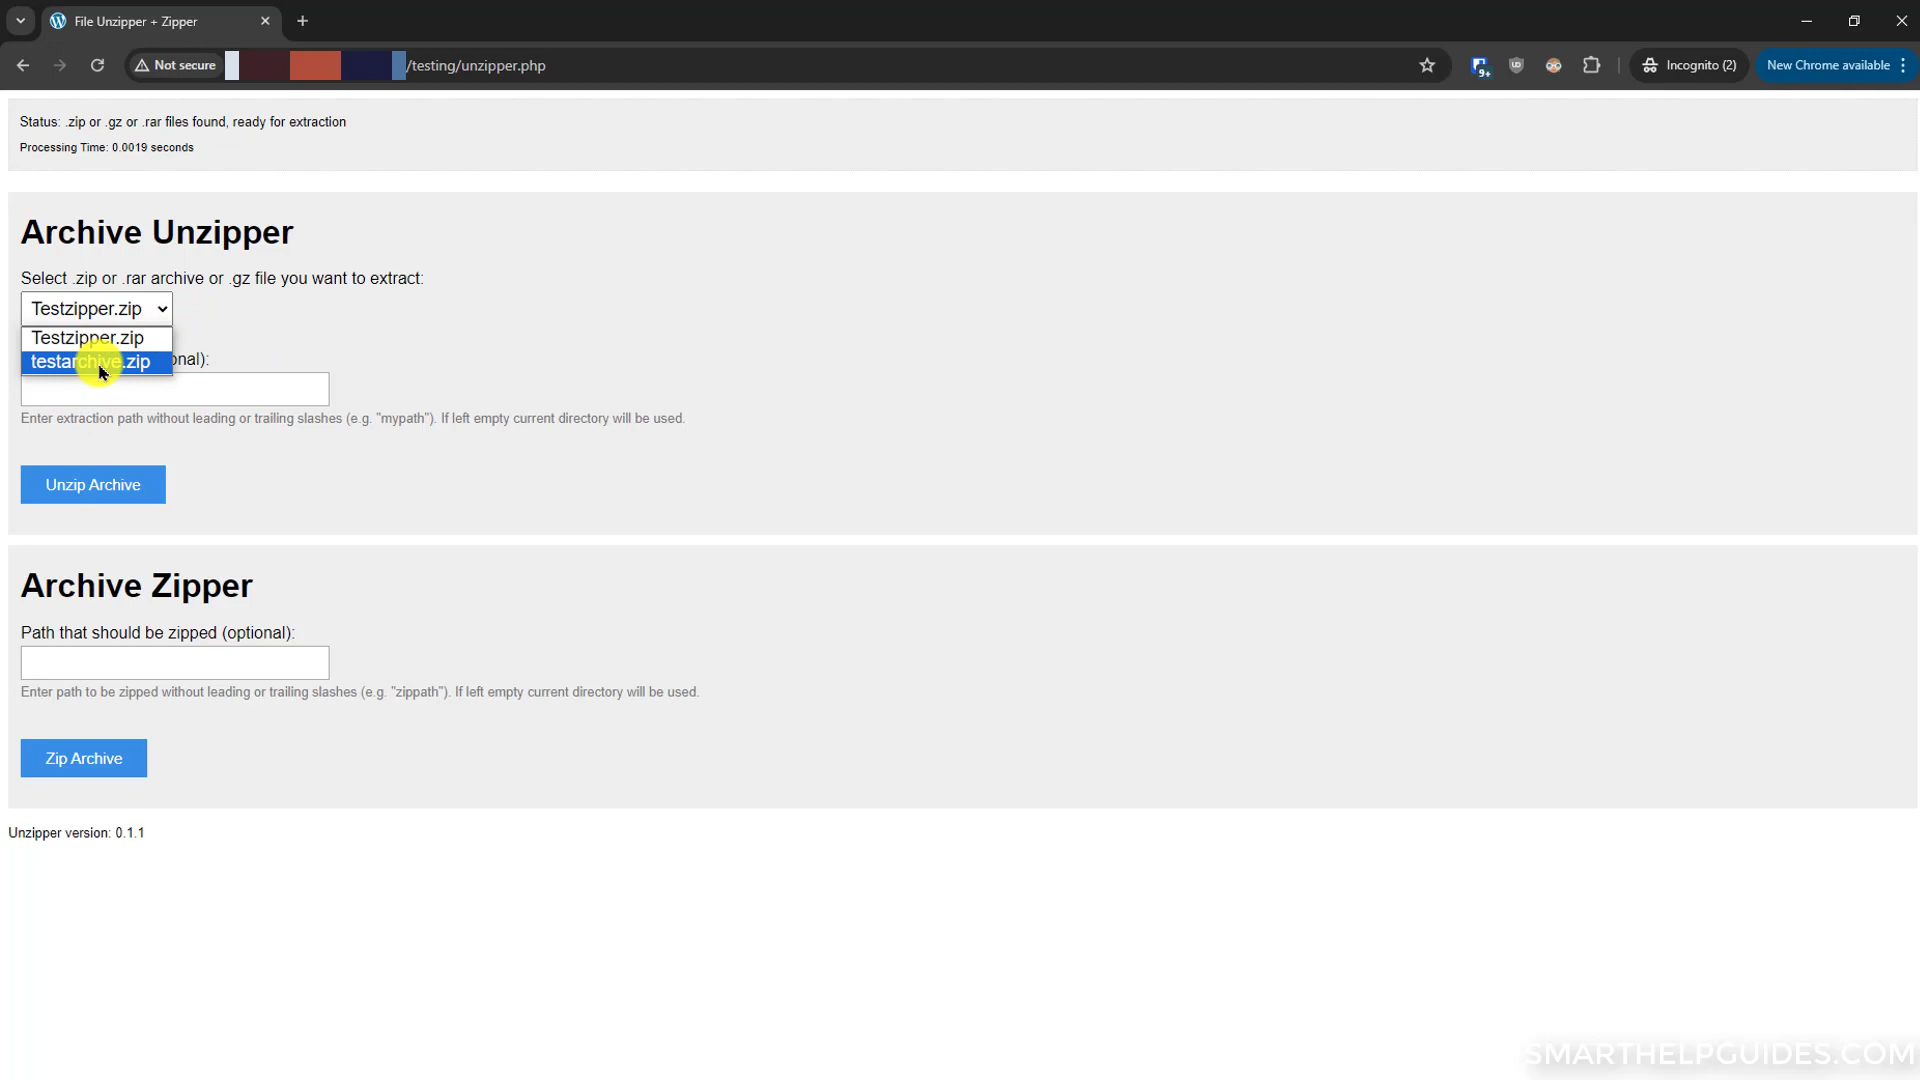 File Unzipper + Zipper
Not secure
/testing/unzipper.php
9+
Incognito (2)
New Chrome available
Status: .zip or .gz or .rar files found, ready for extraction
Processing Time: 0.0019 seconds
Archive Unzipper
Select .zip or .rar archive or .gz file you want to extract:
Testzipper.zip
Testzipper.zip
testarchive.zip
onal):
Enter extraction path without leading or trailing slashes (e.g. "mypath"). If left empty current directory will be used.
Unzip Archive
Archive Zipper
Path that should be zipped (optional):
Enter path to be zipped without leading or trailing slashes (e.g. "zippath"). If left empty current directory will be used.
Zip Archive
Unzipper version: 0.1.1
SMARTHELPGUIDES.COM